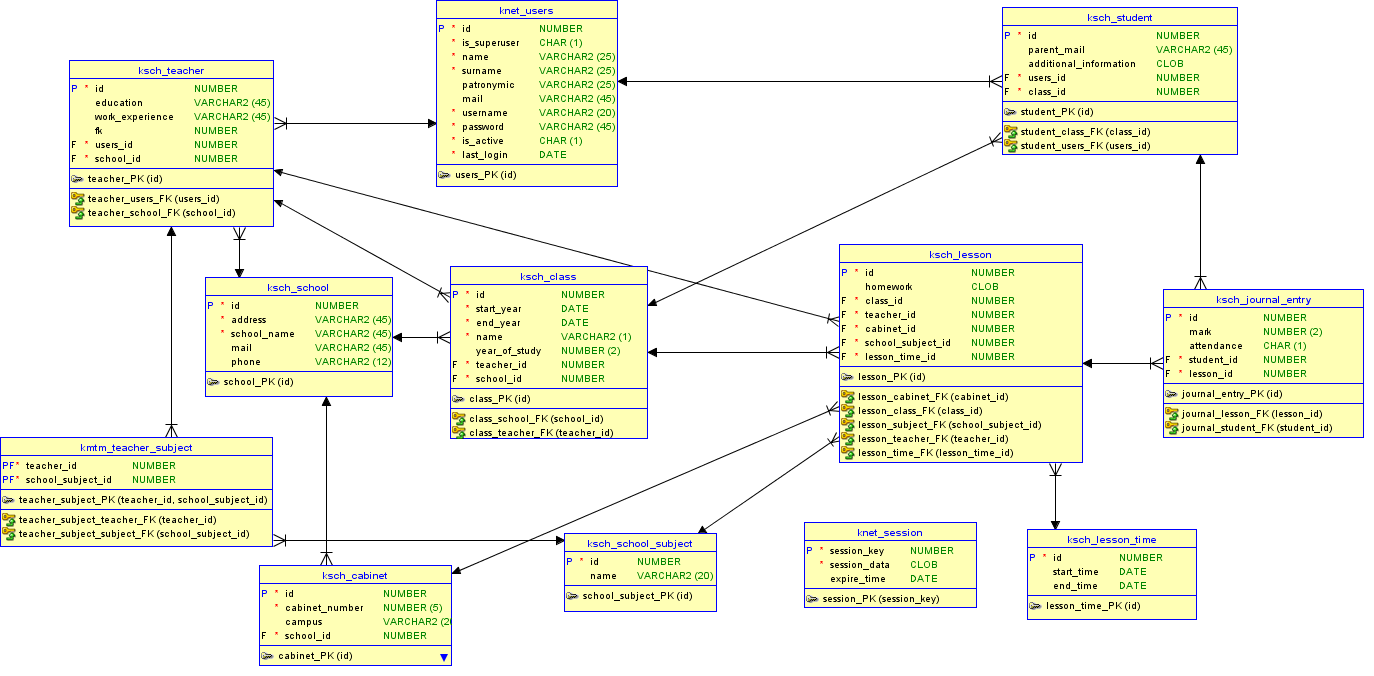 knet_users
P * id NUMBER
* is_superuser CHAR (1)
* name VARCHAR2 (25)
* surname VARCHAR2 (25)
patronymic VARCHAR2 (25)
mail VARCHAR2 (45)
* username VARCHAR2 (20)
* password VARCHAR2 (45)
* is_active CHAR (1)
* last_login DATE
users_PK (id)
ksch_student
P * id NUMBER
parent_mail VARCHAR2 (45)
additional_information CLOB
F * users_id NUMBER
F * class_id NUMBER
student_PK (id)
student_class_FK (class_id)
student_users_FK (users_id)
ksch_teacher
P * id NUMBER
education VARCHAR2 (45)
work_experience VARCHAR2 (45)
fk NUMBER
F * users_id NUMBER
F * school_id NUMBER
teacher_PK (id)
teacher_users_FK (users_id)
teacher_school_FK (school_id)
ksch_school
P * id NUMBER
* address VARCHAR2 (45)
* school_name VARCHAR2 (45)
mail VARCHAR2 (45)
phone VARCHAR2 (12)
school_PK (id)
ksch_class
P * id NUMBER
* start_year DATE
* end_year DATE
* name VARCHAR2 (1)
year_of_study NUMBER (2)
F * teacher_id NUMBER
F * school_id NUMBER
class_PK (id)
class_school_FK (school_id)
class_teacher_FK (teacher_id)
ksch_lesson
P * id NUMBER
homework CLOB
F * class_id NUMBER
F * teacher_id NUMBER
F * cabinet_id NUMBER
F * school_subject_id NUMBER
F * lesson_time_id NUMBER
lesson_PK (id)
lesson_cabinet_FK (cabinet_id)
lesson_class_FK (class_id)
lesson_subject_FK (school_subject_id)
lesson_teacher_FK (teacher_id)
lesson_time_FK (lesson_time_id)
ksch_journal_entry
P * id NUMBER
mark NUMBER (2)
attendance CHAR (1)
F * student_id NUMBER
F * lesson_id NUMBER
journal_entry_PK (id)
journal_lesson_FK (lesson_id)
journal_student_FK (student_id)
kmtm_teacher_subject
PF* teacher_id NUMBER
PF* school_subject_id NUMBER
teacher_subject_PK (teacher_id, school_subject_id)
teacher_subject_teacher_FK (teacher_id)
teacher_subject_subject_FK (school_subject_id)
ksch_cabinet
P * id NUMBER
* cabinet_number NUMBER (5)
campus VARCHAR2 (20
F * school_id NUMBER
cabinet_PK (id)
ksch_school_subject
P * id NUMBER
name VARCHAR2 (20)
school_subject_PK (id)
knet_session
P * session_key NUMBER
* session_data CLOB
expire_time DATE
session_PK (session_key)
ksch_lesson_time
P * id NUMBER
start_time DATE
end_time DATE
lesson_time_PK (id)